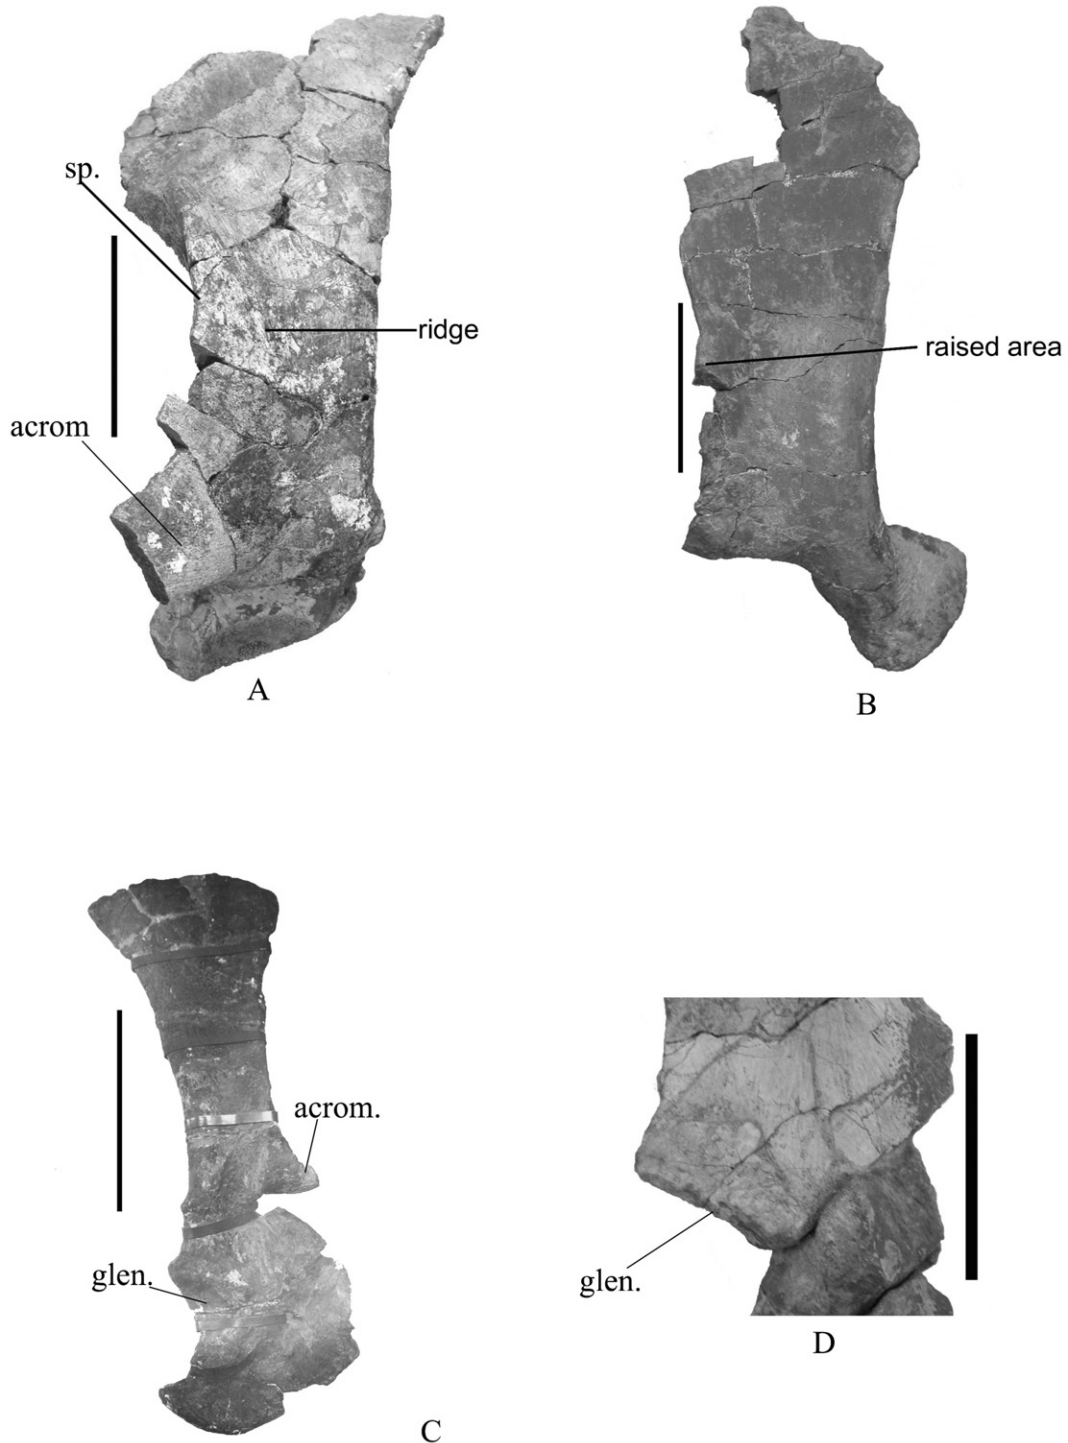 sp.
ridge
raised area
acrom
A
B
acrom.
glen.
glen.
D
C